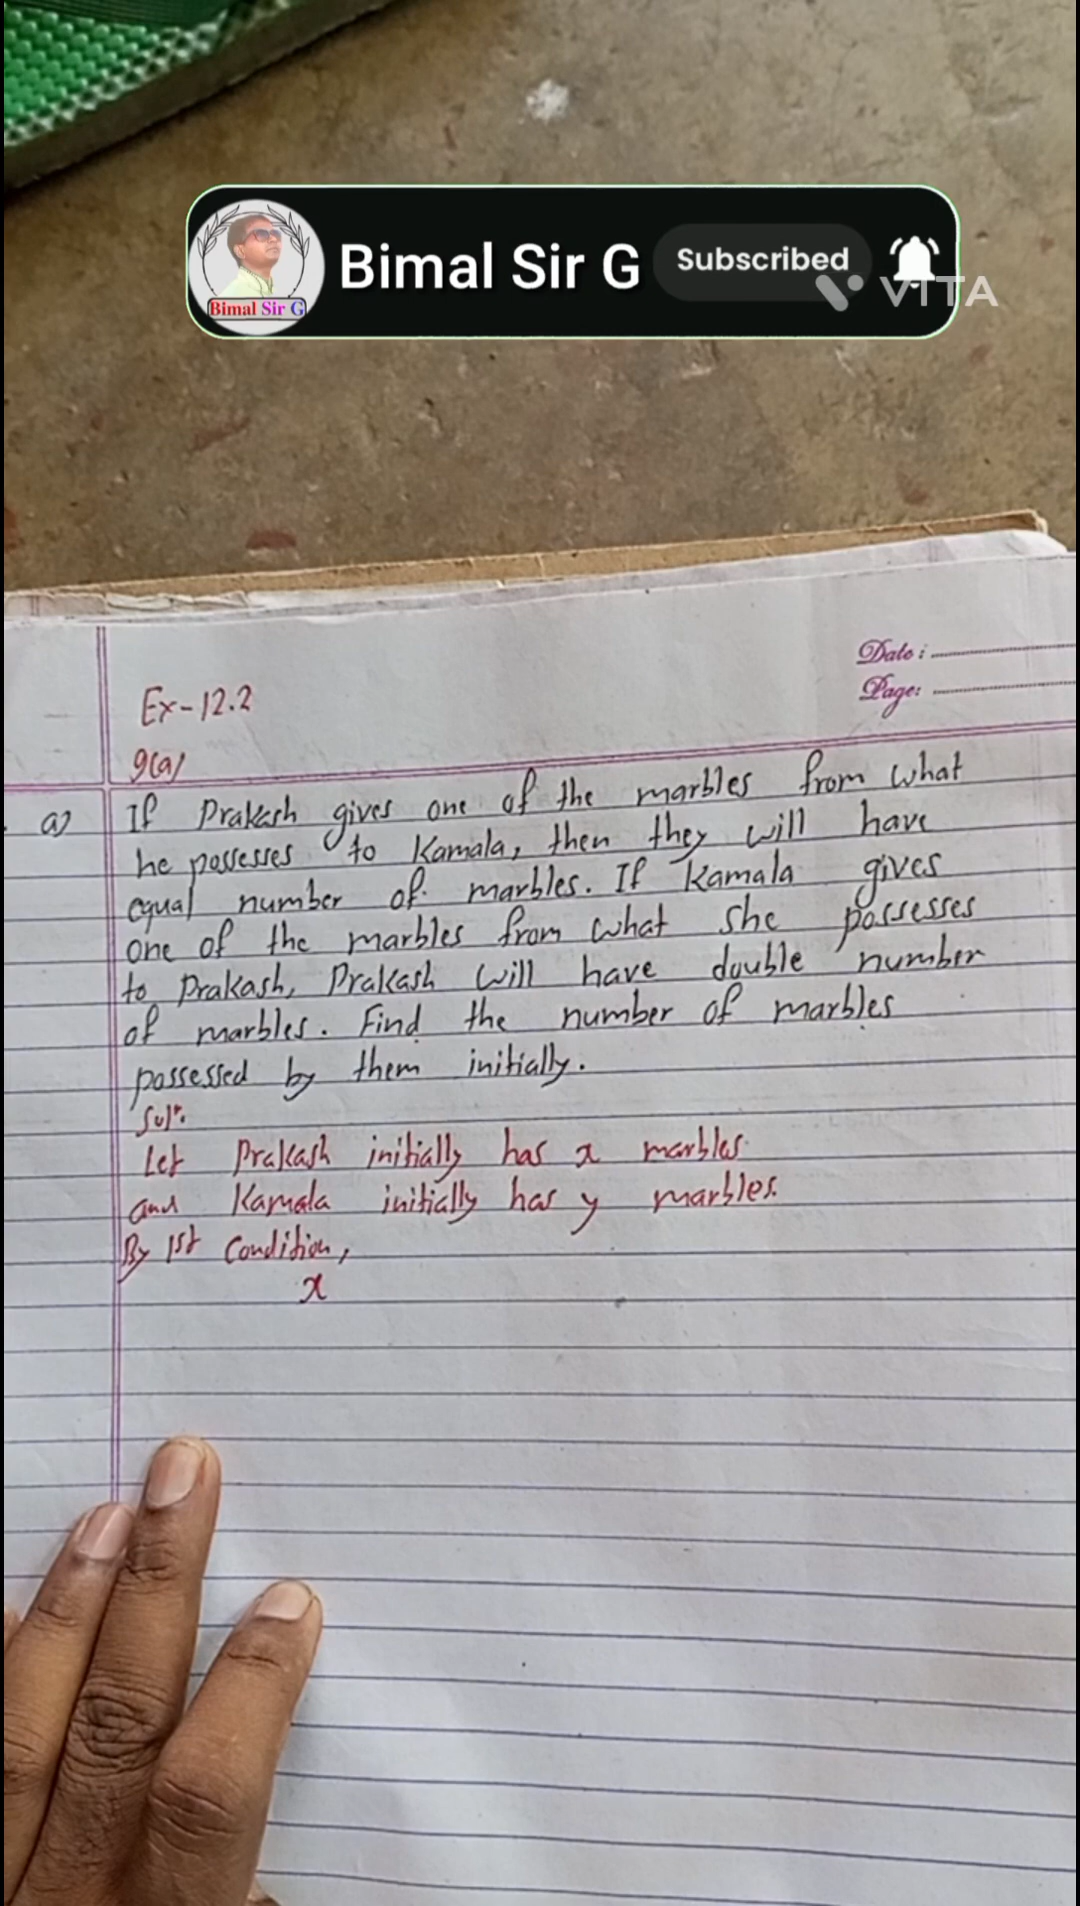 Bimal Sir G
Bimal Sir G Subscribed
VITA
Date:
Page:
Ex-12.2
9(a)
a) If Prakash gives one of the marbles from what
he possesses to Kamala, then they will have
equal number of marbles. If Kamala gives
one of the marbles from what she possesses
to Prakash, Prakash will have double number
of marbles. Find the number of marbles
possessed by them initially.
Solⁿ.
Let Prakash initially has x marbles
and Kamala initially has y marbles.
By 1st Condition,
x